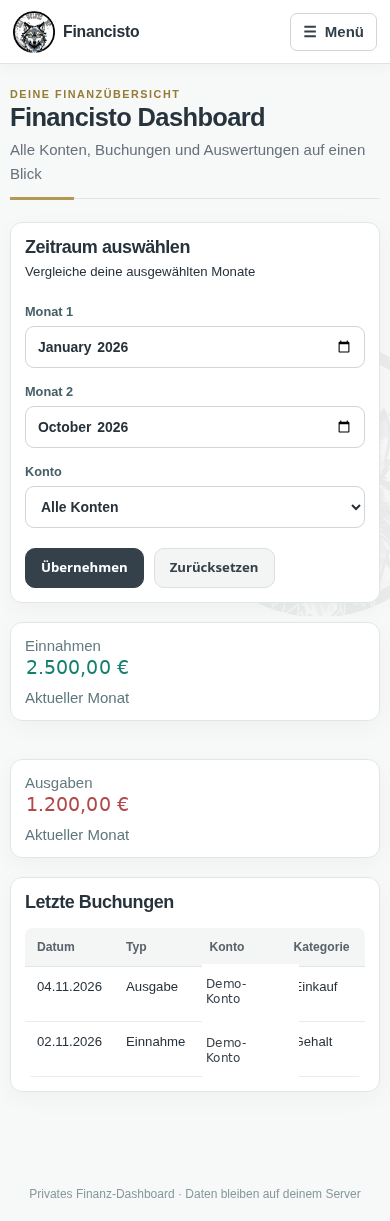 Financisto
☰ Menü
DEINE FINANZÜBERSICHT
Financisto Dashboard
Alle Konten, Buchungen und Auswertungen auf einen
Blick
Zeitraum auswählen
Vergleiche deine ausgewählten Monate
Monat 1
January 2026
Monat 2
October 2026
Konto
Alle Konten
Übernehmen Zurücksetzen
Einnahmen
2.500,00 €
Aktueller Monat
Ausgaben
1.200,00 €
Aktueller Monat
Letzte Buchungen
Datum Typ Konto Kategorie
04.11.2026 Ausgabe Demo-Konto Einkauf
02.11.2026 Einnahme Demo-Konto Gehalt
Privates Finanz-Dashboard · Daten bleiben auf deinem Server